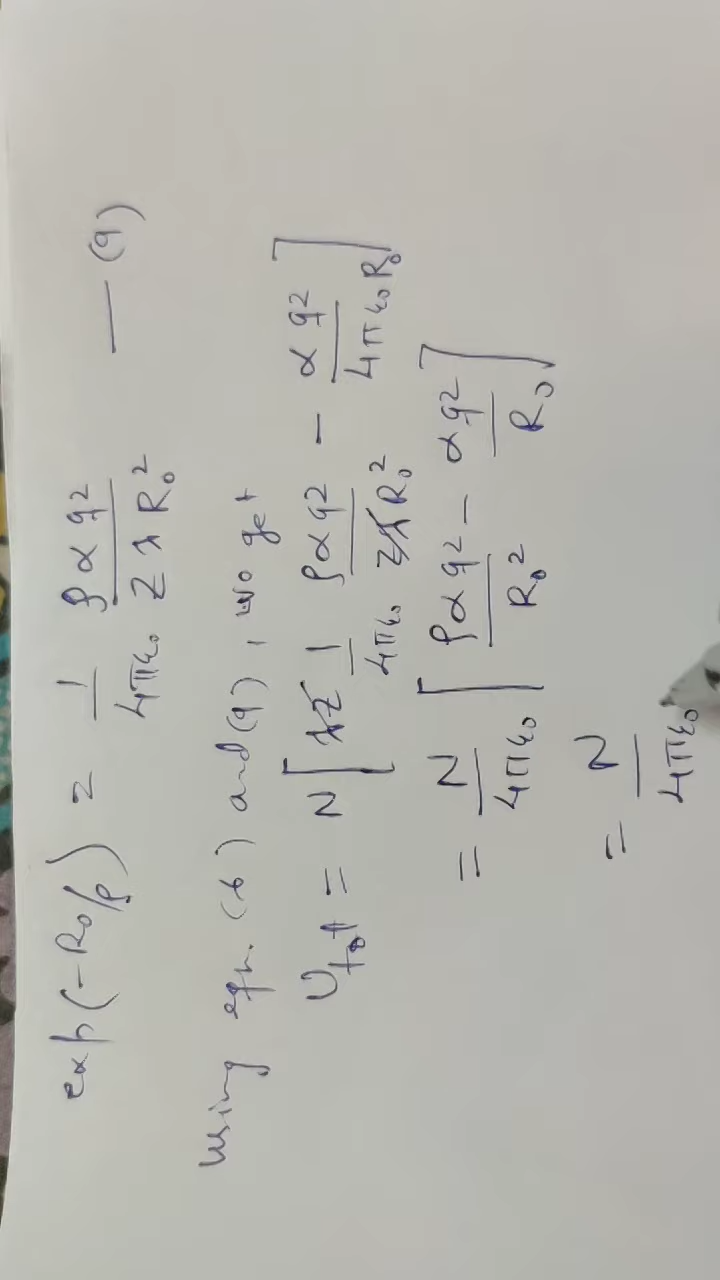 exp(-R₀/ρ) = 1/4πε₀ ραq²/zλR₀² — (9)
Using eqn. (6) and (9), we get
U_tot = N [ λz 1/4πε₀ ραq²/zλR₀² - αq²/4πε₀R₀ ]
= N/4πε₀ [ ραq²/R₀² - αq²/R₀ ]
= N/4πε₀